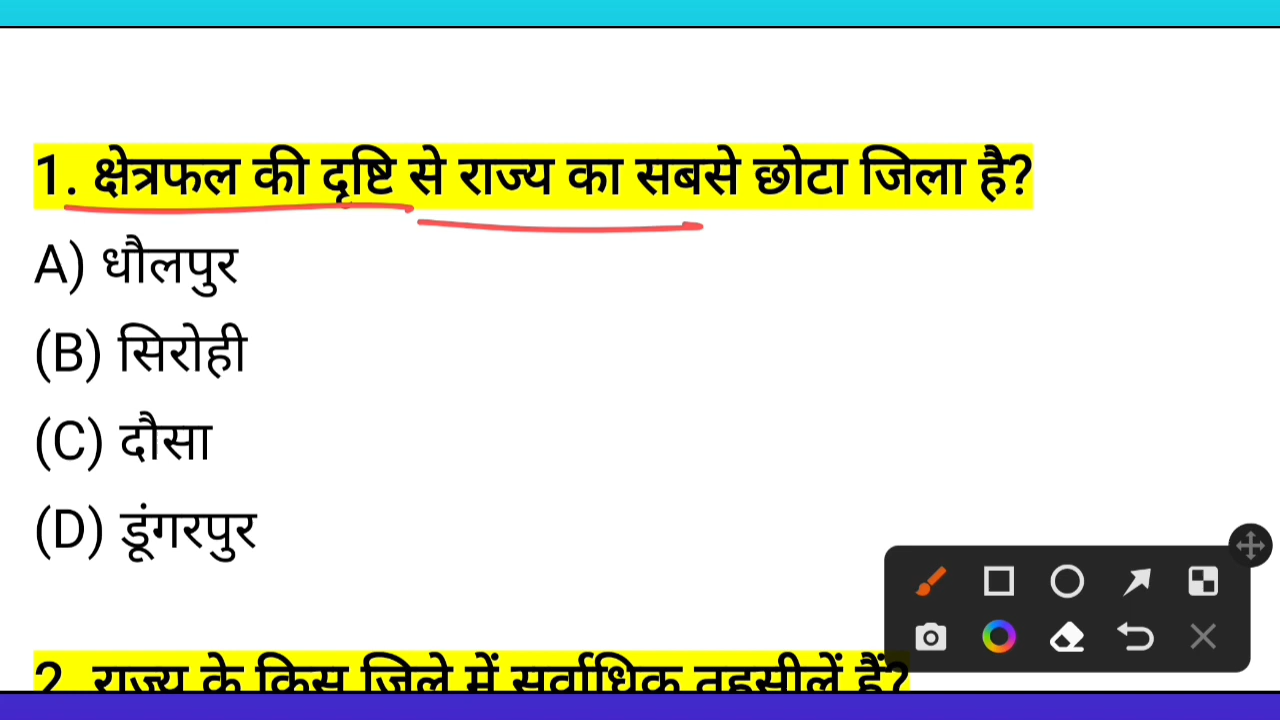 1. क्षेत्रफल की दृष्टि से राज्य का सबसे छोटा जिला है?
A) धौलपुर
(B) सिरोही
(C) दौसा
(D) डूंगरपुर
2. राज्य के किस जिले में सर्वाधिक तहसीलें हैं?